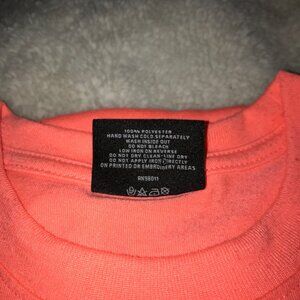 100% POLYESTER
HAND WASH COLD SEPARATELY
WASH INSIDE OUT
DO NOT BLEACH
LOW IRON ON REVERSE
DO NOT DRY CLEAN-LINE DRY
DO NOT APPLY IRON DIRECTLY
ON PRINTED OR EMBROIDERY AREAS